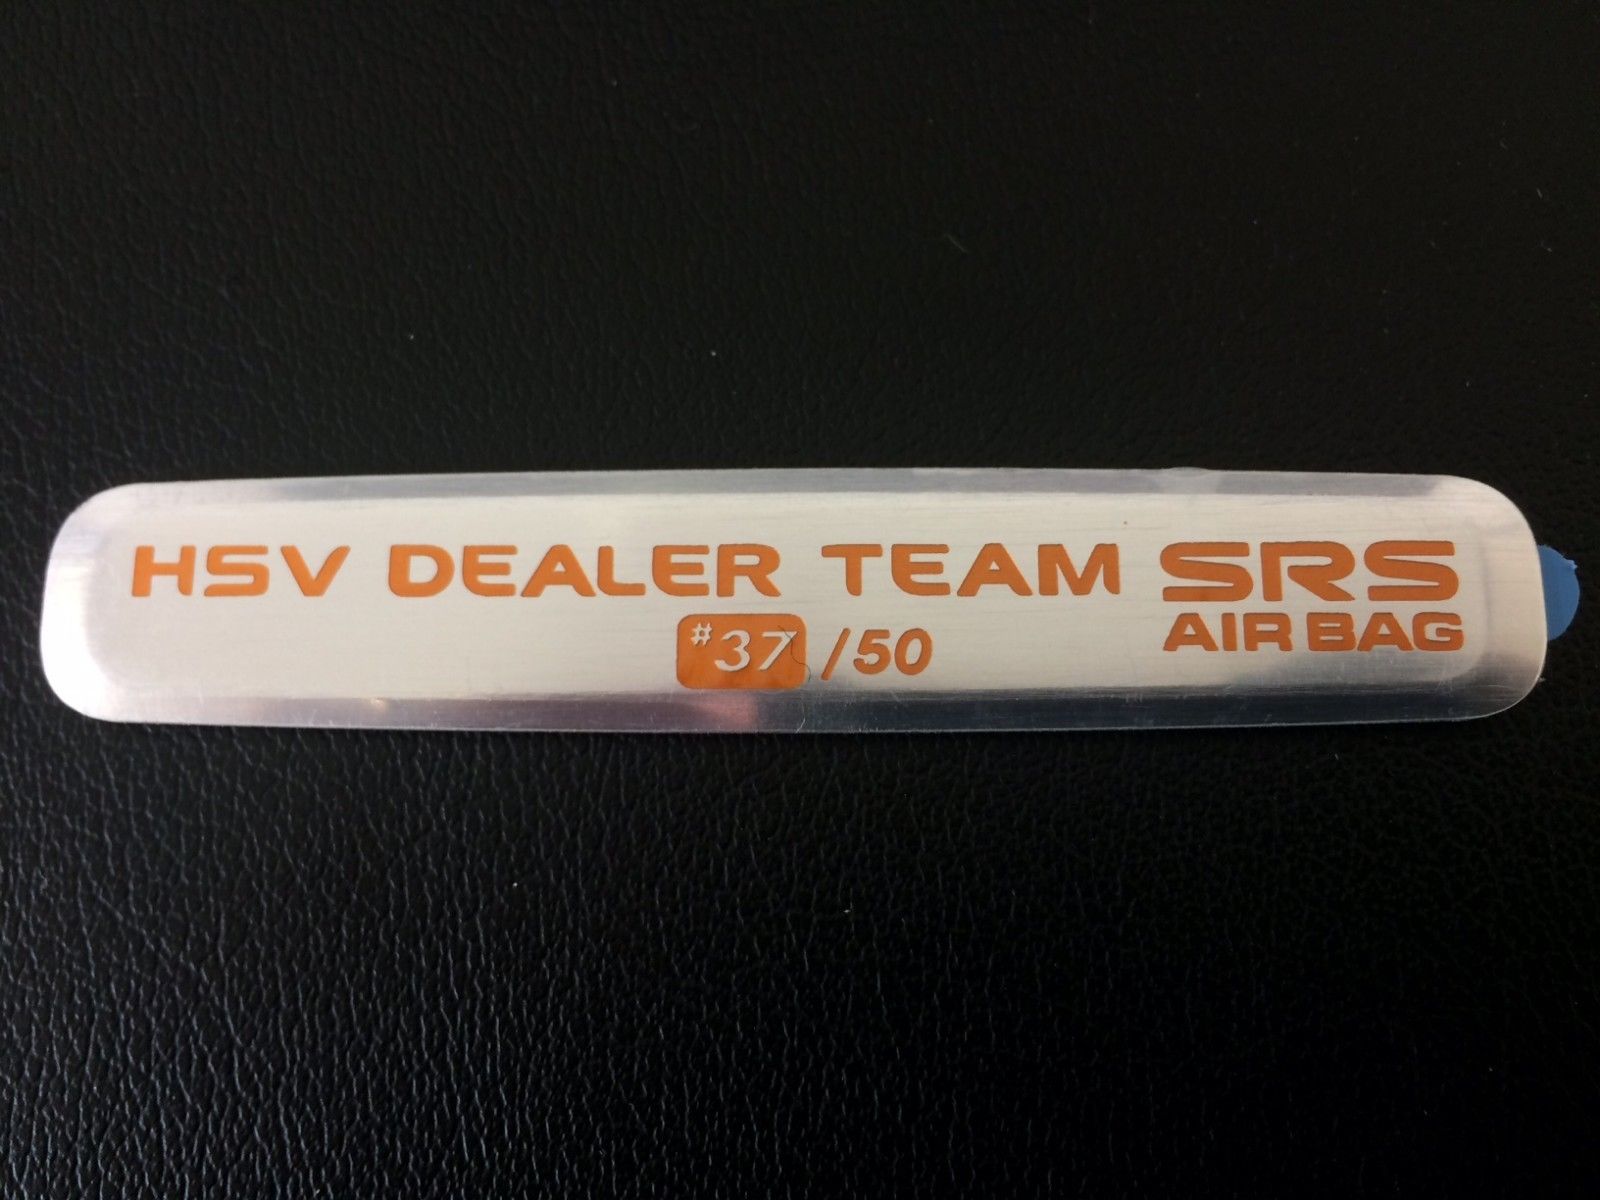 HSV DEALER TEAM SRS
AIR BAG
#37 /50